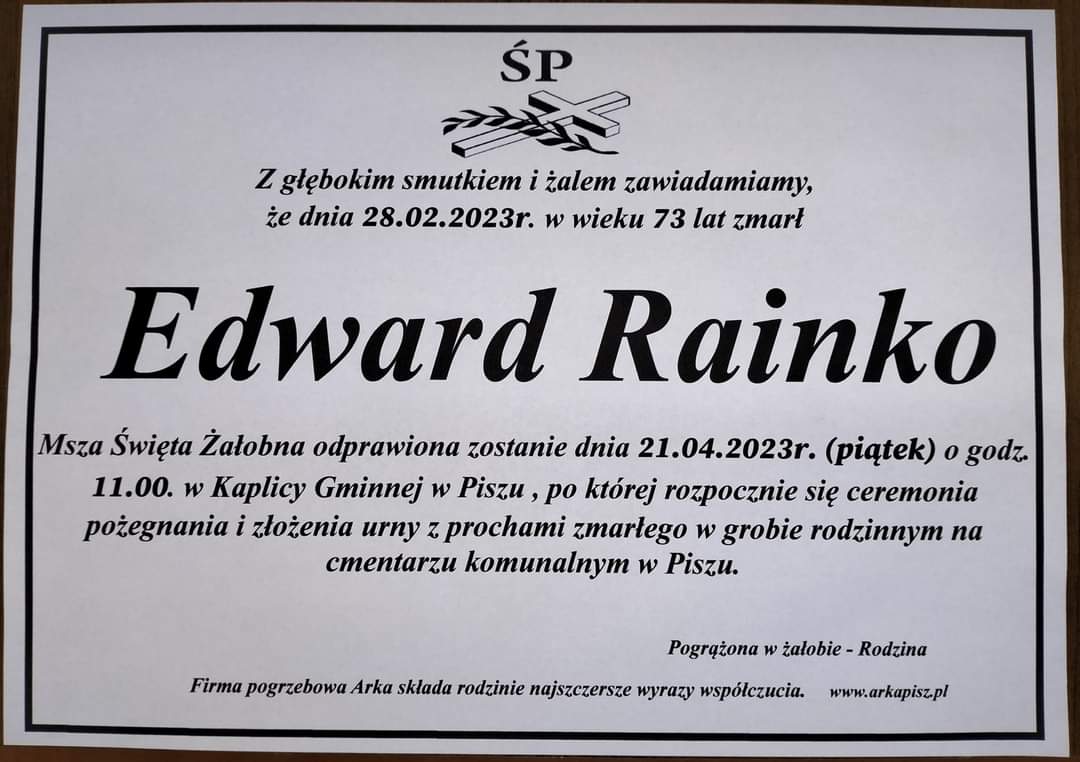 ŚP
Z głębokim smutkiem i żalem zawiadamiamy,
że dnia 28.02.2023r. w wieku 73 lat zmarł
Edward Rainko
Msza Święta Żałobna odprawiona zostanie dnia 21.04.2023r. (piątek) o godz.
11.00. w Kaplicy Gminnej w Piszu , po której rozpocznie się ceremonia
pożegnania i złożenia urny z prochami zmarłego w grobie rodzinnym na
cmentarzu komunalnym w Piszu.
Pogrążona w żałobie - Rodzina
Firma pogrzebowa Arka składa rodzinie najszczersze wyrazy współczucia. www.arkapisz.pl